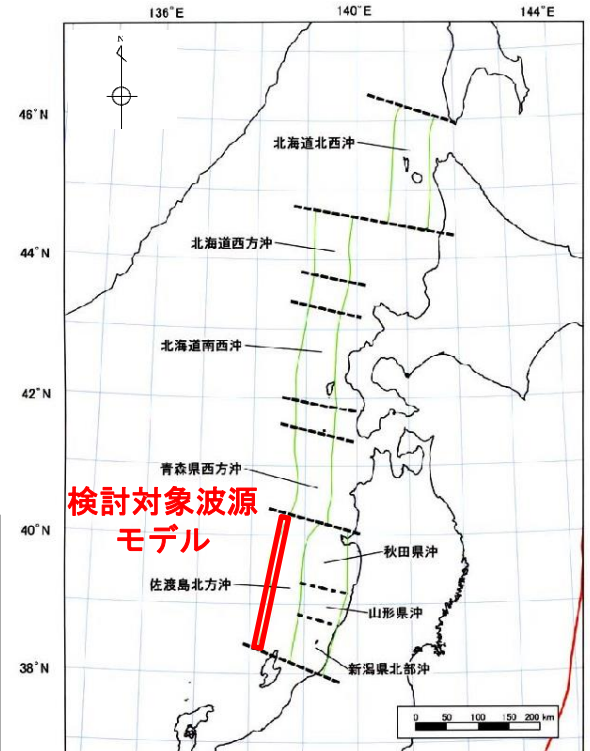 136°E
140°E
144°E
N
46°N
北海道北西沖
北海道西方沖
44°N
北海道南西沖
42°N
青森県西方沖
検討対象波源
モデル
40°N
秋田県沖
佐渡島北方沖
山形県沖
新潟県北部沖
38°N
0 50 100 150 200 km